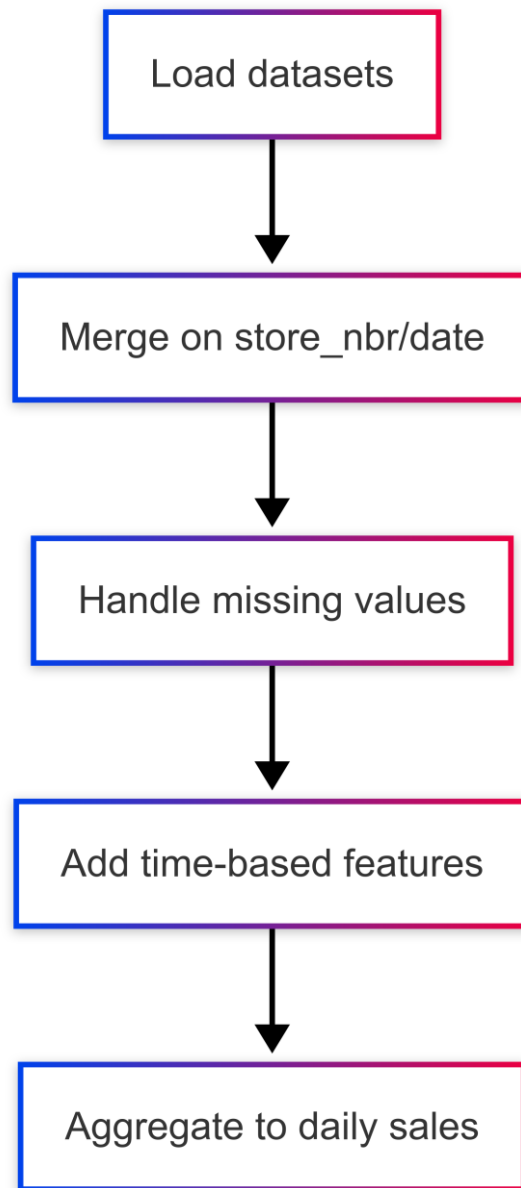 Load datasets
Merge on store_nbr/date
Handle missing values
Add time-based features
Aggregate to daily sales